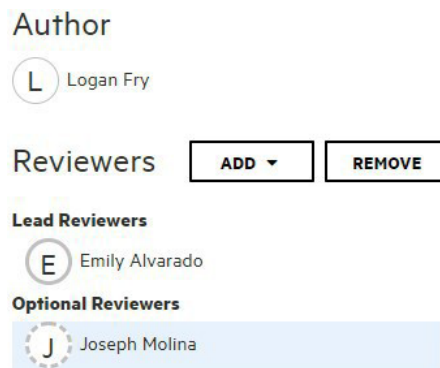 Author
L Logan Fry
Reviewers ADD REMOVE
Lead Reviewers
E Emily Alvarado
Optional Reviewers
J Joseph Molina